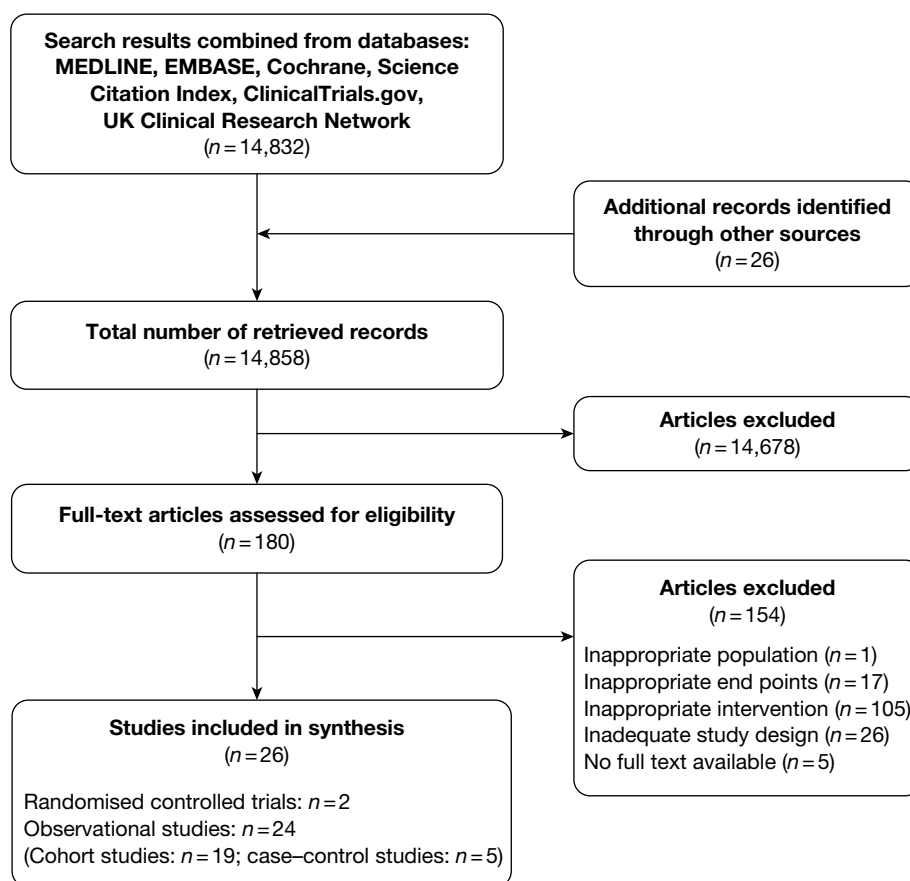 Search results combined from databases:
MEDLINE, EMBASE, Cochrane, Science
Citation Index, ClinicalTrials.gov,
UK Clinical Research Network
(n = 14,832)
Additional records identified
through other sources
(n = 26)
Total number of retrieved records
(n = 14,858)
Articles excluded
(n = 14,678)
Full-text articles assessed for eligibility
(n = 180)
Articles excluded
(n = 154)
Inappropriate population (n = 1)
Inappropriate end points (n = 17)
Inappropriate intervention (n = 105)
Inadequate study design (n = 26)
No full text available (n = 5)
Studies included in synthesis
(n = 26)
Randomised controlled trials: n = 2
Observational studies: n = 24
(Cohort studies: n = 19; case–control studies: n = 5)